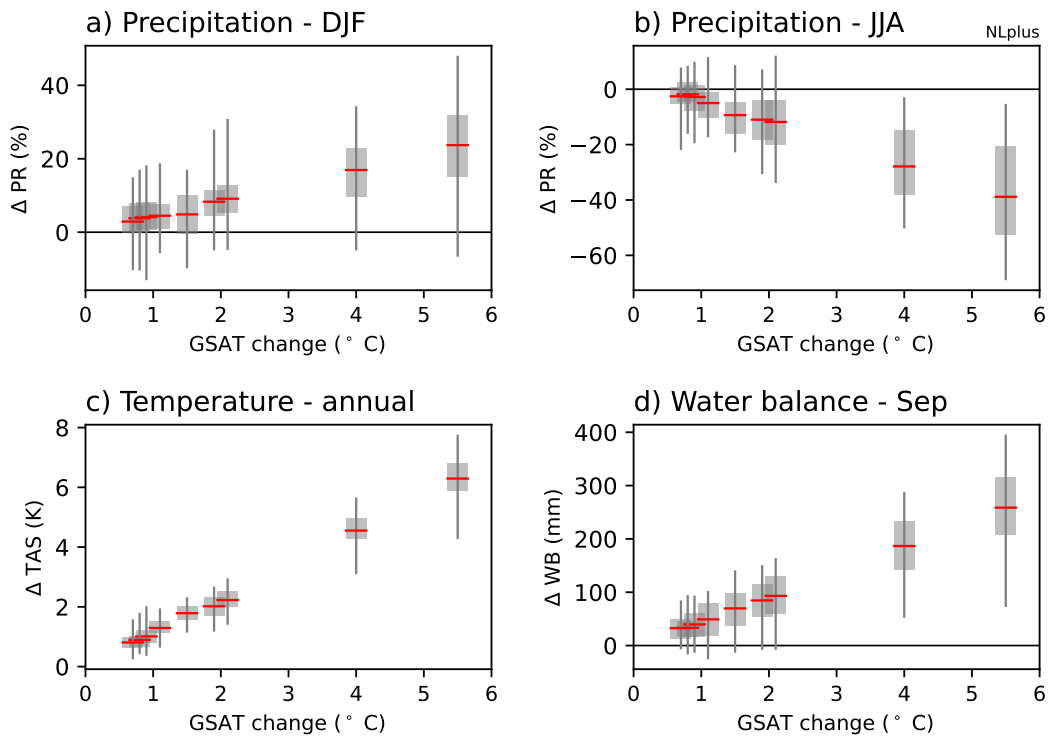 a) Precipitation - DJF
Δ PR (%)
40
20
0
0 1 2 3 4 5 6
GSAT change (° C)
b) Precipitation - JJA
NLplus
Δ PR (%)
0
−20
−40
−60
0 1 2 3 4 5 6
GSAT change (° C)
c) Temperature - annual
Δ TAS (K)
8
6
4
2
0
0 1 2 3 4 5 6
GSAT change (° C)
d) Water balance - Sep
Δ WB (mm)
400
300
200
100
0
0 1 2 3 4 5 6
GSAT change (° C)